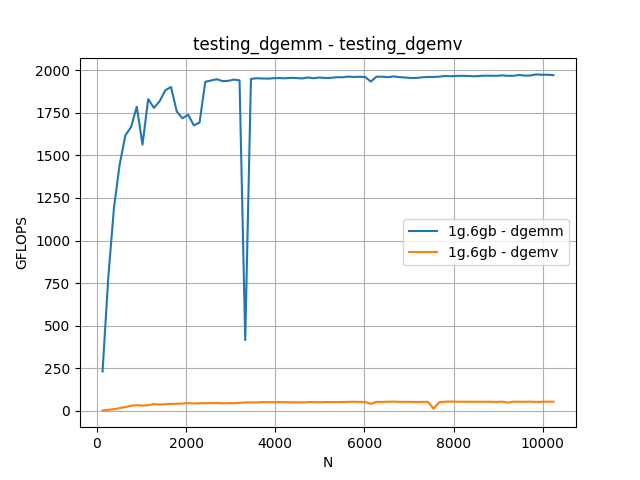 testing_dgemm - testing_dgemv
GFLOPS
2000
1750
1500
1250
1000
750
500
250
0
1g.6gb - dgemm
1g.6gb - dgemv
0 2000 4000 6000 8000 10000
N